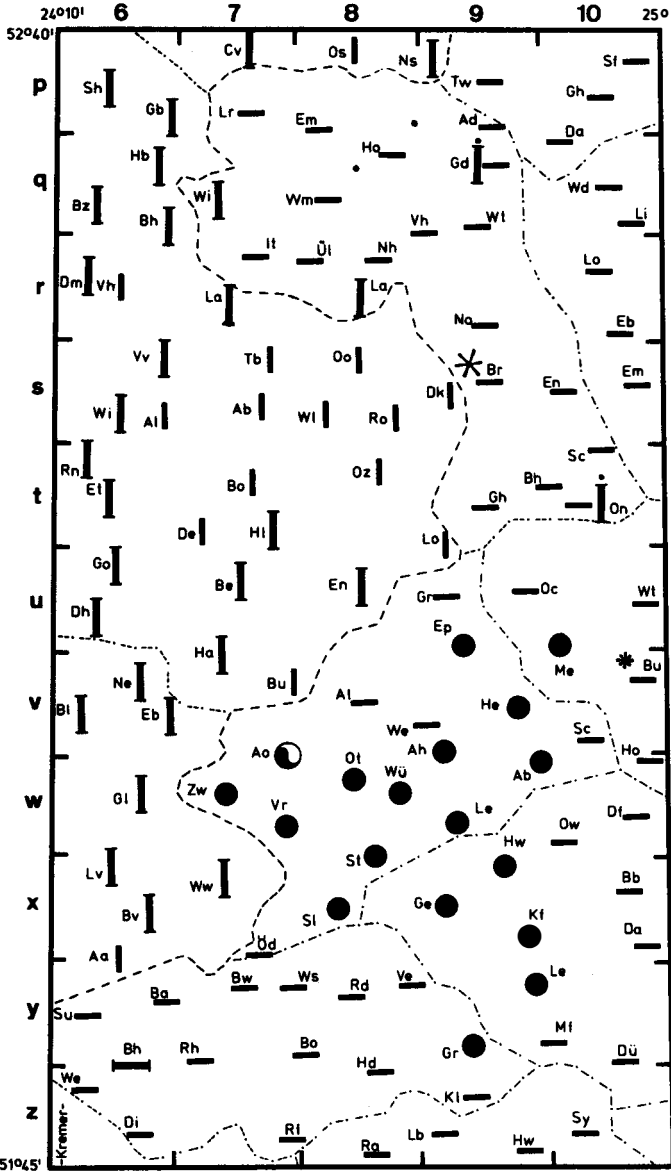 24°10' 6 7 8 9 10 25°
52°40'
Cv Os Ns Sf
p Sh Tw Gh
Gb Lr Em Ad Da
Hb Ho Gd
q Wi Wm Wd
Bz Bh Vh Wt Li
It Ül Nh
r Dm Vh La La Lo
No Eb
Vv Tb Oo
s Br En Em
Wi Al Ab Wl Ro Dk
Rn Oz Sc
t Et Bo Bh
De Hl Gh On
Go Lo
u Be En Gr Oc Wt
Dh Ep
Ha Me
Ne Bu Bu
v Bl Eb Al He
We Sc
Ao Ot Ah Ho
w Gl Zw Wü Ab
Vr Le Df
St Hw Ow
Lv Ww
x Bv Sl Ge Bb
Kf Da
Aa Od
y Ba Bw Ws Rd Ve Le
Su
Bh Rh Bo Hd Gr Mf Dü
We
z Kl
Di Rf Ra Lb Hw Sy
51°45'
-Kremer-